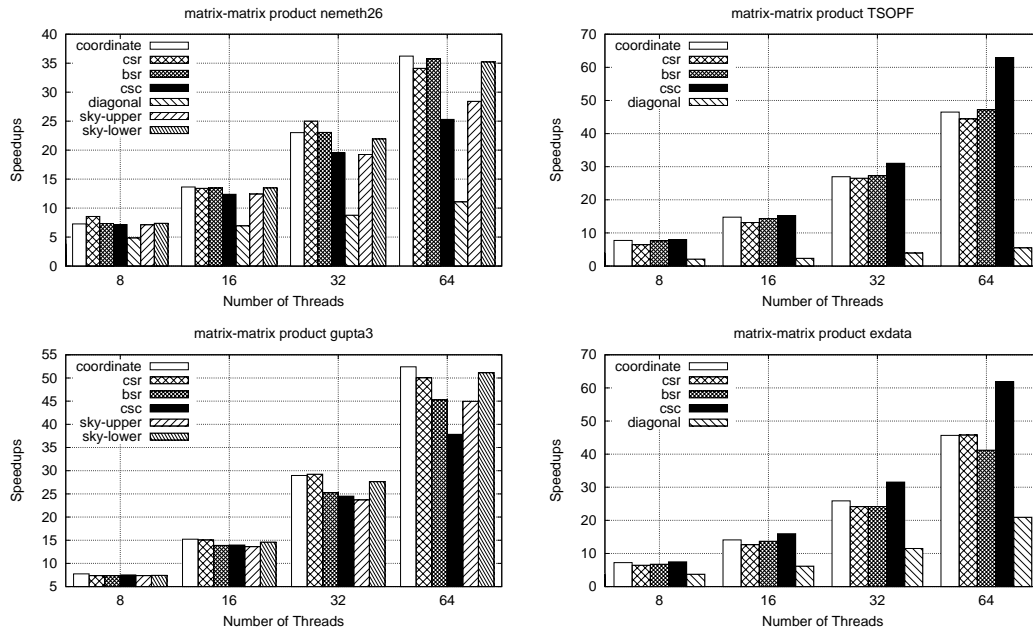 matrix-matrix product nemeth26
40
35
30
25
20
15
10
5
0
Speedups
coordinate
csr
bsr
csc
diagonal
sky-upper
sky-lower
8 16 32 64
Number of Threads
matrix-matrix product TSOPF
70
60
50
40
30
20
10
0
Speedups
coordinate
csr
bsr
csc
diagonal
8 16 32 64
Number of Threads
matrix-matrix product gupta3
55
50
45
40
35
30
25
20
15
10
5
Speedups
coordinate
csr
bsr
csc
sky-upper
sky-lower
8 16 32 64
Number of Threads
matrix-matrix product exdata
70
60
50
40
30
20
10
0
Speedups
coordinate
csr
bsr
csc
diagonal
8 16 32 64
Number of Threads